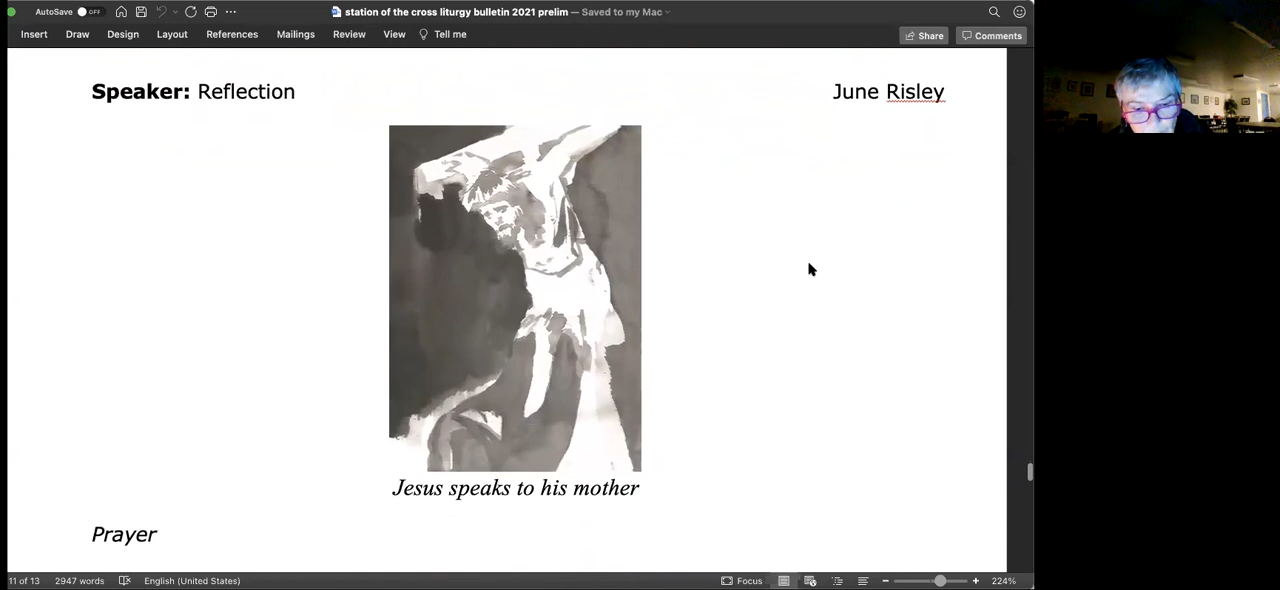 AutoSave OFF station of the cross liturgy bulletin 2021 prelim — Saved to my Mac
Insert Draw Design Layout References Mailings Review View Tell me Share Comments
Speaker: Reflection June Risley
Jesus speaks to his mother
Prayer
11 of 13 2947 words English (United States) Focus 224%